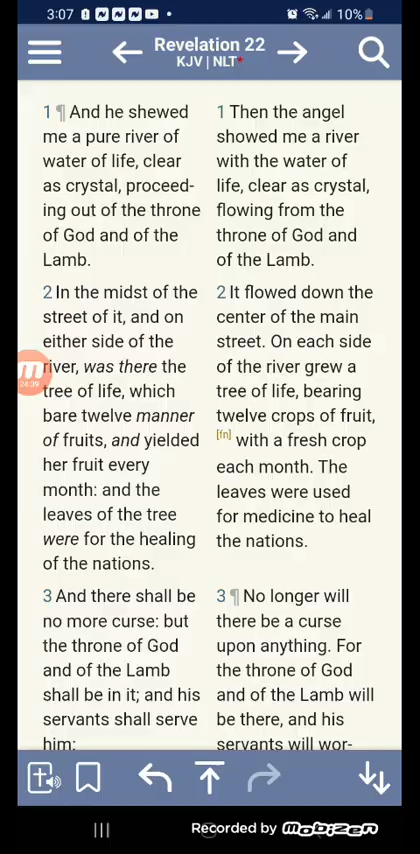 3:07
10%
Revelation 22
KJV | NLT*
1 ¶ And he shewed
me a pure river of
water of life, clear
as crystal, proceed-
ing out of the throne
of God and of the
Lamb.
2 In the midst of the
street of it, and on
either side of the
river, was there the
tree of life, which
bare twelve manner
of fruits, and yielded
her fruit every
month: and the
leaves of the tree
were for the healing
of the nations.
3 And there shall be
no more curse: but
the throne of God
and of the Lamb
shall be in it; and his
servants shall serve
him:
1 Then the angel
showed me a river
with the water of
life, clear as crystal,
flowing from the
throne of God and
of the Lamb.
2 It flowed down the
center of the main
street. On each side
of the river grew a
tree of life, bearing
twelve crops of fruit,
[fn] with a fresh crop
each month. The
leaves were used
for medicine to heal
the nations.
3 ¶ No longer will
there be a curse
upon anything. For
the throne of God
and of the Lamb will
be there, and his
servants will wor-
24:39
Recorded by mobizen